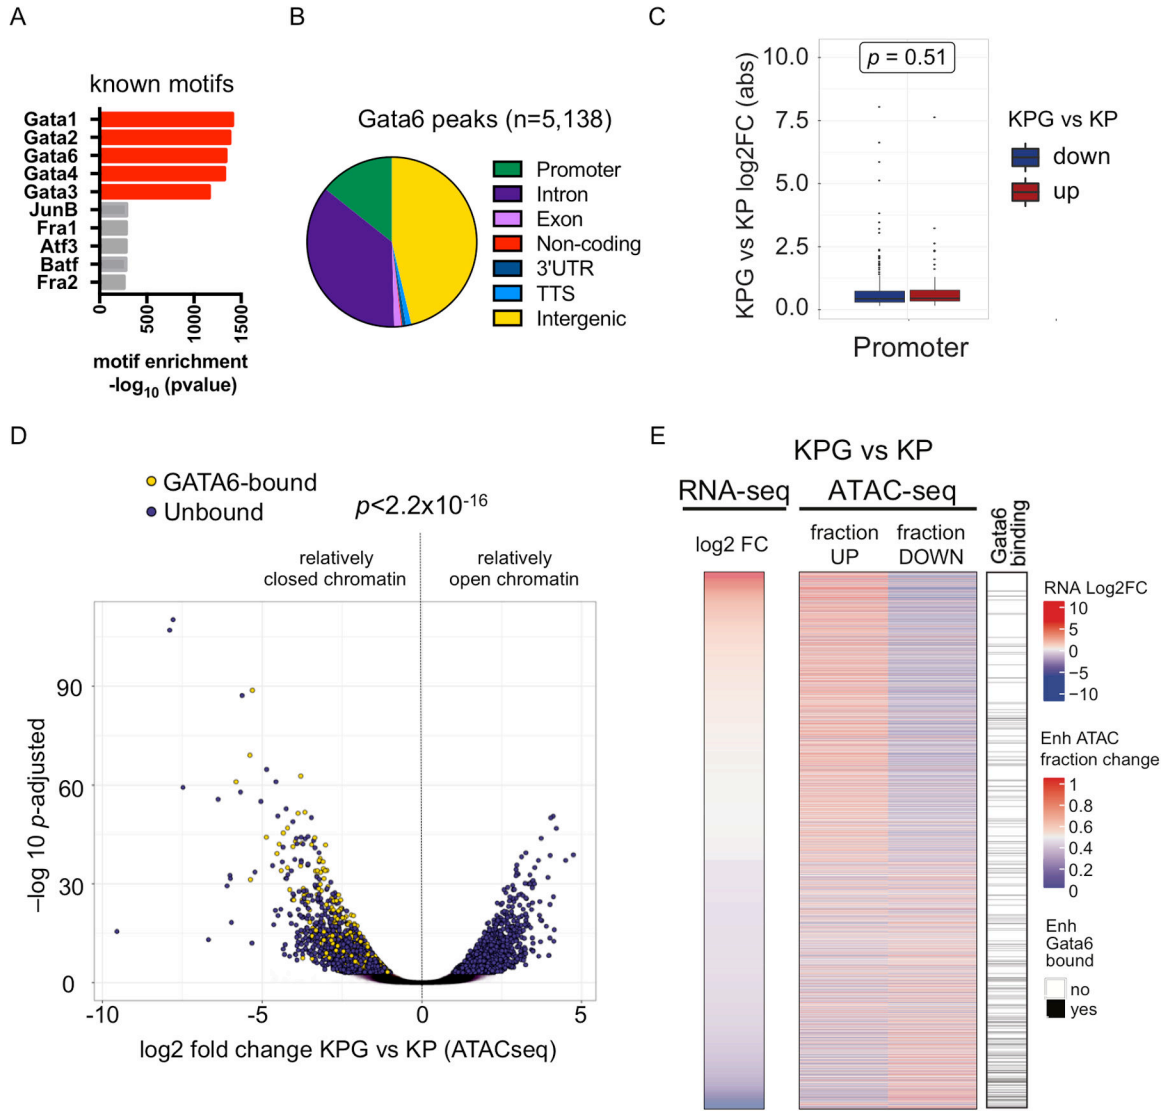 A
known motifs
Gata1
Gata2
Gata6
Gata4
Gata3
JunB
Fra1
Atf3
Batf
Fra2
0
500
1000
1500
motif enrichment
-log10 (pvalue)
B
Gata6 peaks (n=5,138)
Promoter
Intron
Exon
Non-coding
3'UTR
TTS
Intergenic
C
KPG vs KP log2FC (abs)
10.0
7.5
5.0
2.5
0.0
p = 0.51
Promoter
KPG vs KP
down
up
D
GATA6-bound
Unbound
p<2.2x10-16
relatively
closed chromatin
relatively
open chromatin
–log 10 p-adjusted
90
60
30
0
-10
-5
0
5
log2 fold change KPG vs KP (ATACseq)
E
KPG vs KP
RNA-seq
ATAC-seq
log2 FC
fraction
UP
fraction
DOWN
Gata6
binding
RNA Log2FC
10
5
0
−5
−10
Enh ATAC
fraction change
1
0.8
0.6
0.4
0.2
0
Enh
Gata6
bound
no
yes